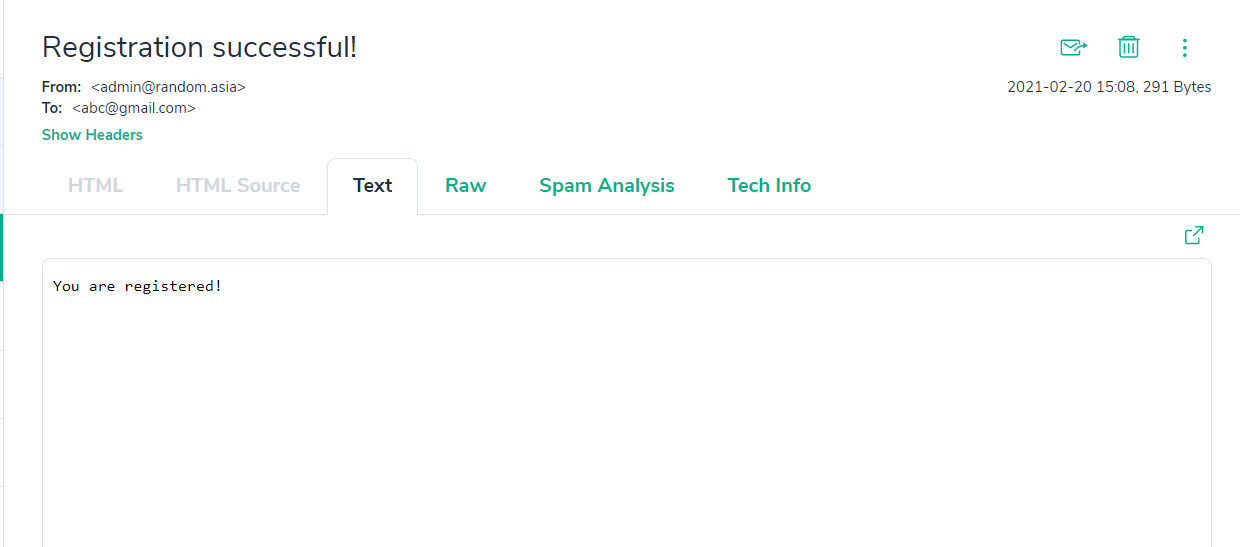 Registration successful!
From: <admin@random.asia>
2021-02-20 15:08, 291 Bytes
To: <abc@gmail.com>
Show Headers
HTML HTML Source Text Raw Spam Analysis Tech Info
You are registered!